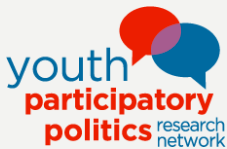 youth
participatory
politics research
network